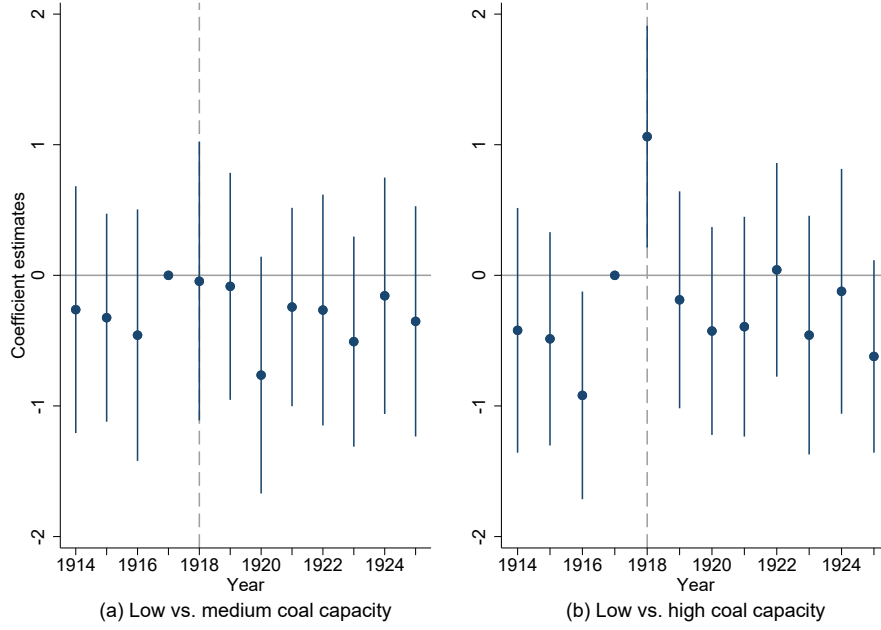 Coefficient estimates
2
1
0
-1
-2
1914 1916 1918 1920 1922 1924
Year
(a) Low vs. medium coal capacity
2
1
0
-1
-2
1914 1916 1918 1920 1922 1924
Year
(b) Low vs. high coal capacity